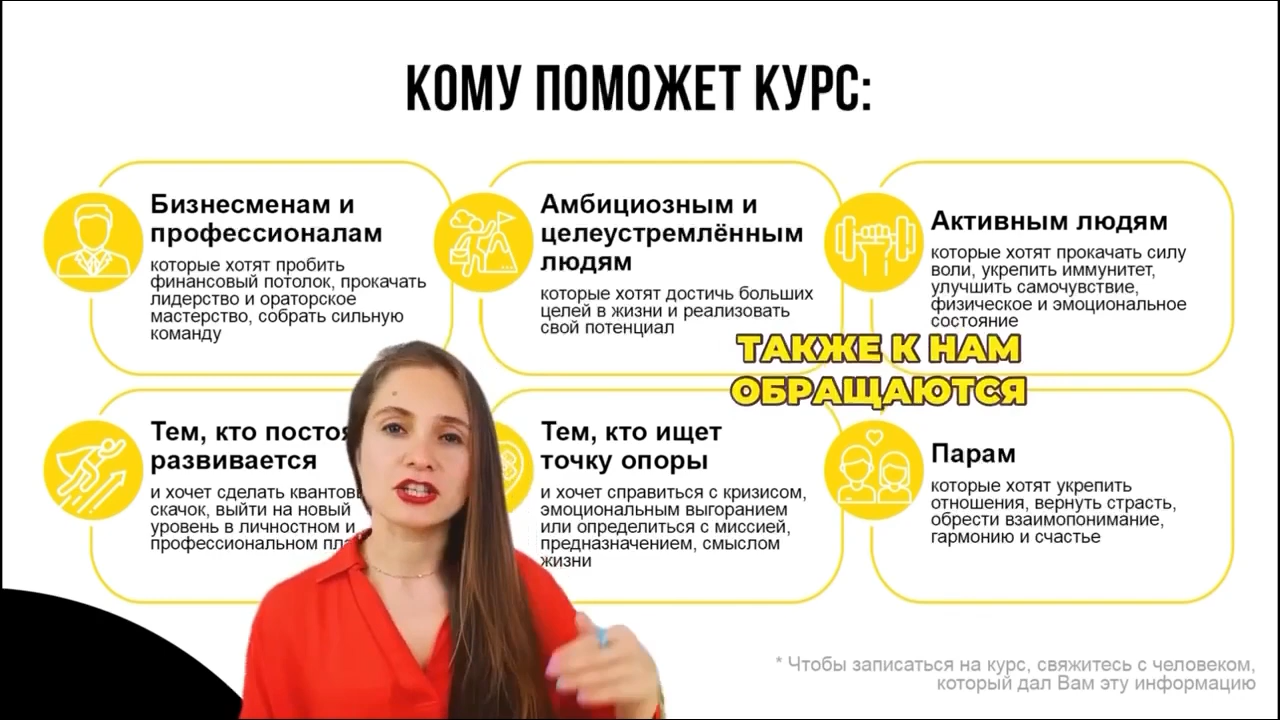 КОМУ ПОМОЖЕТ КУРС:
Бизнесменам и
профессионалам
которые хотят пробить
финансовый потолок, прокачать
лидерство и ораторское
мастерство, собрать сильную
команду
Амбициозным и
целеустремлённым
людям
которые хотят достичь больших
целей в жизни и реализовать
свой потенциал
Активным людям
которые хотят прокачать силу
воли, укрепить иммунитет,
улучшить самочувствие,
физическое и эмоциональное
состояние
ТАКЖЕ К НАМ
ОБРАЩАЮТСЯ
Тем, кто
развивается
и хочет сделать
скачок, выйти на новый
уровень в личностном и
профессиональном
Тем, кто ищет
точку опоры
и хочет справиться с кризисом,
эмоциональным выгоранием
или определиться с миссией,
предназначением, смыслом
жизни
Парам
которые хотят укрепить
отношения, вернуть страсть,
обрести взаимопонимание,
гармонию и счастье
* Чтобы записаться на курс, свяжитесь с человеком,
который дал Вам эту информацию